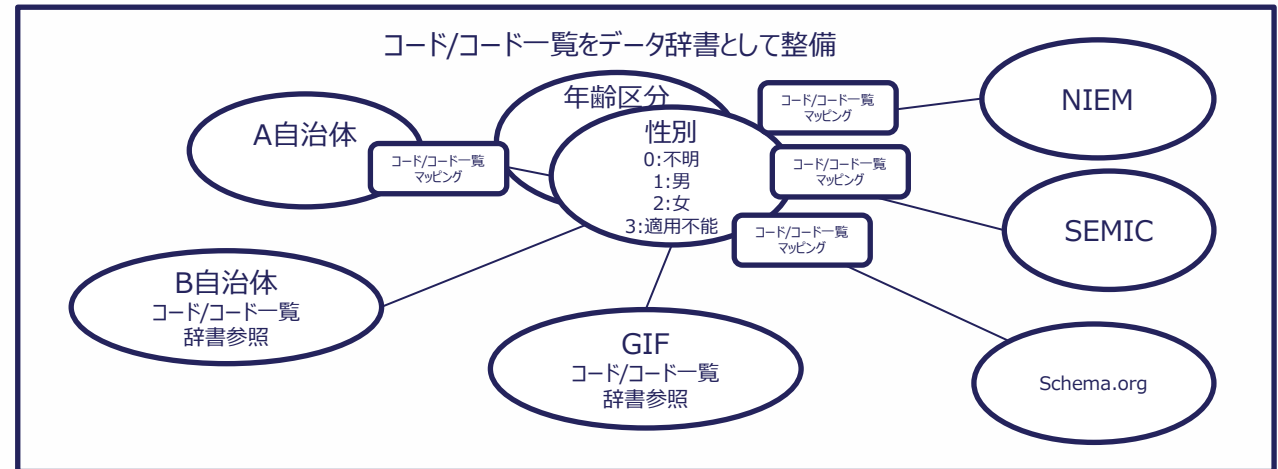 コード/コード一覧をデータ辞書として整備
年齢区分
性別
0:不明
1:男
2:女
3:適用不能
A自治体
コード/コード一覧
マッピング
コード/コード一覧
マッピング
NIEM
コード/コード一覧
マッピング
SEMIC
コード/コード一覧
マッピング
Schema.org
B自治体
コード/コード一覧
辞書参照
GIF
コード/コード一覧
辞書参照